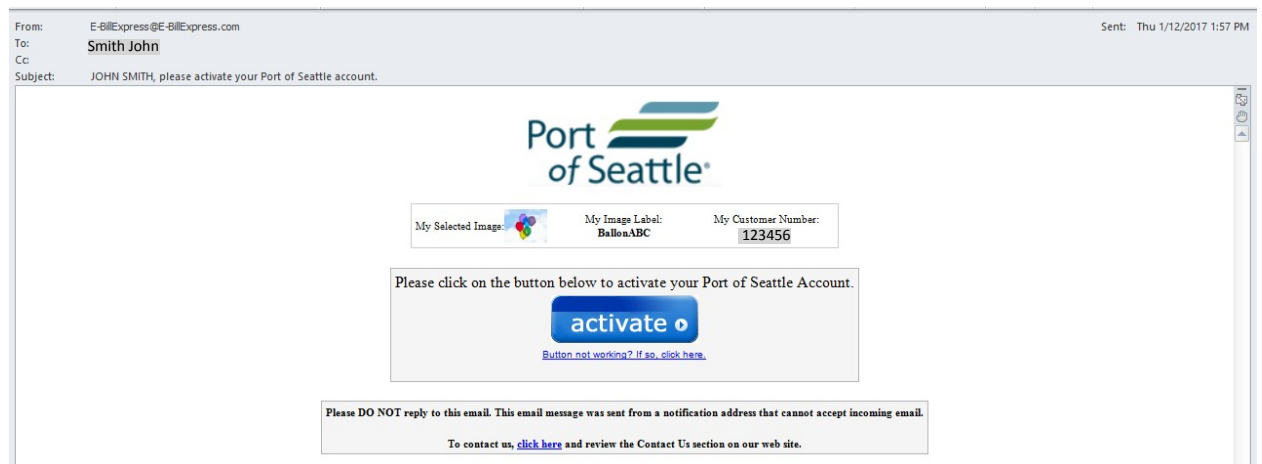 From: E-BillExpress@E-BillExpress.com Sent: Thu 1/12/2017 1:57 PM
To: Smith John
Cc:
Subject: JOHN SMITH, please activate your Port of Seattle account.
Port
of Seattle®
My Selected Image: My Image Label: My Customer Number:
BallonABC 123456
Please click on the button below to activate your Port of Seattle Account.
activate
Button not working? If so, click here.
Please DO NOT reply to this email. This email message was sent from a notification address that cannot accept incoming email.
To contact us, click here and review the Contact Us section on our web site.